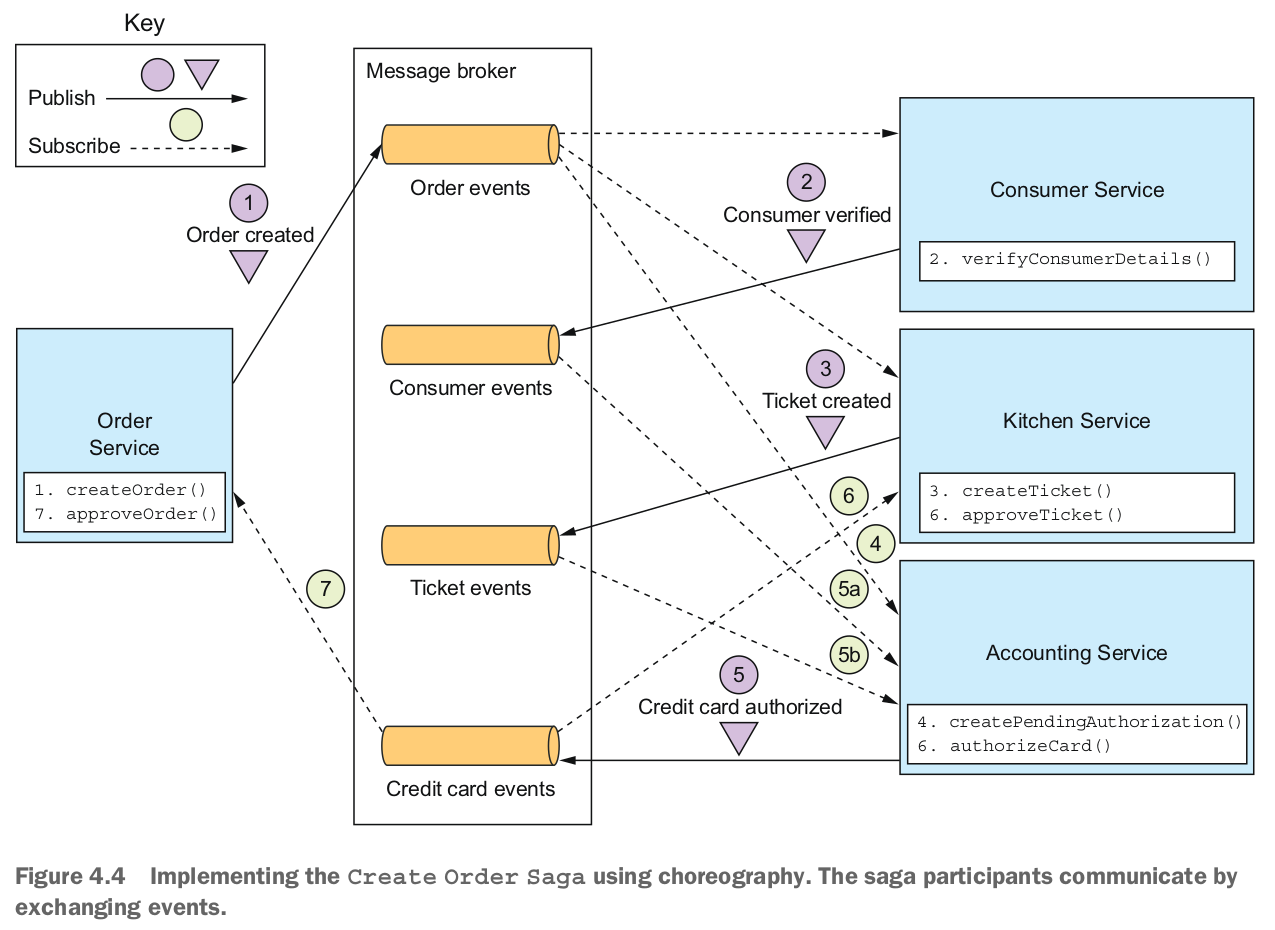 Key
Publish
Subscribe
Message broker
Order events
Consumer events
Ticket events
Credit card events
1
Order created
Order
Service
1. createOrder()
7. approveOrder()
7
2
Consumer verified
Consumer Service
2. verifyConsumerDetails()
3
Ticket created
Kitchen Service
3. createTicket()
6. approveTicket()
6
4
5a
5b
5
Credit card authorized
Accounting Service
4. createPendingAuthorization()
6. authorizeCard()
Figure 4.4 Implementing the Create Order Saga using choreography. The saga participants communicate by
exchanging events.